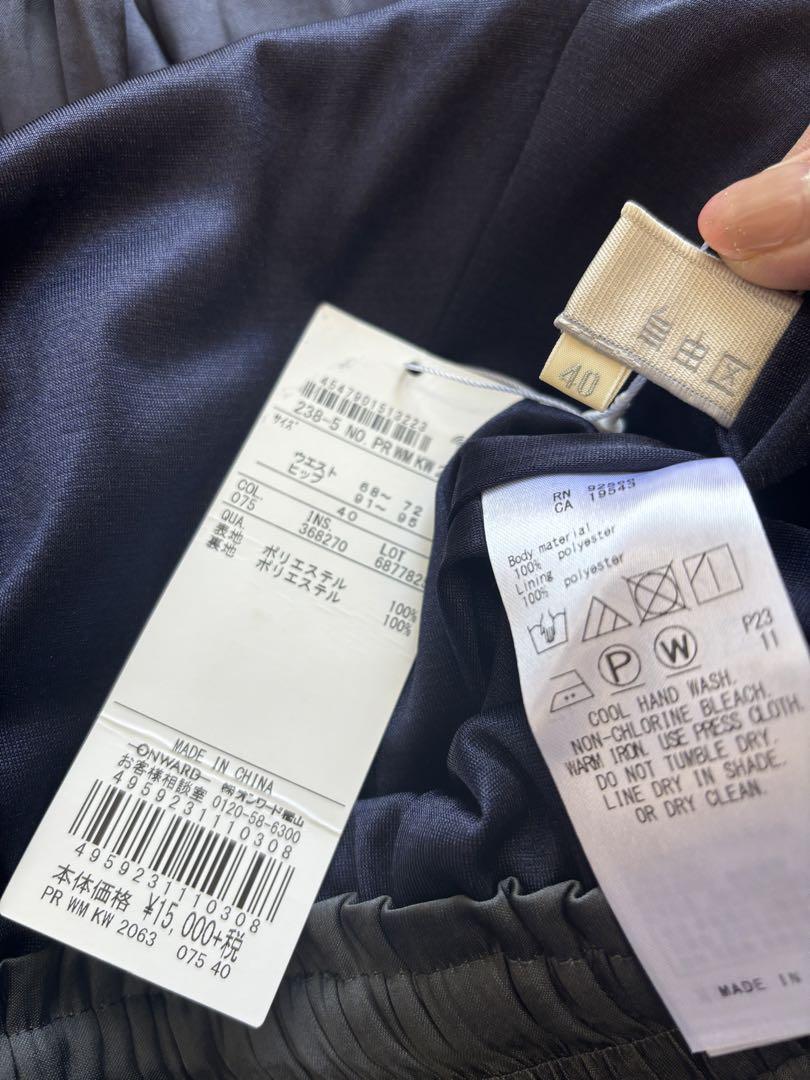 自由区
40
4547901513223
238-5 NO. PR WM KW 2
サイズ
ウエスト 68～ 72
ヒップ 91～ 95
40
COL. INS. LOT
075 368270 687782
QUA.
表地 ポリエステル 100%
裏地 ポリエステル 100%
MADE IN CHINA
ONWARD ㈱オンワード樫山
お客様相談室 0120-58-6300
4959231110308
4959231110308
本体価格 ¥15,000+税
PR WM KW 2063 075 40
RN
CA 19543
Body material
100% polyester
Lining
100% polyester
P W
P23
11
COOL HAND WASH.
NON-CHLORINE BLEACH.
WARM IRON. USE PRESS CLOTH.
DO NOT TUMBLE DRY.
LINE DRY IN SHADE.
OR DRY CLEAN.
MADE IN